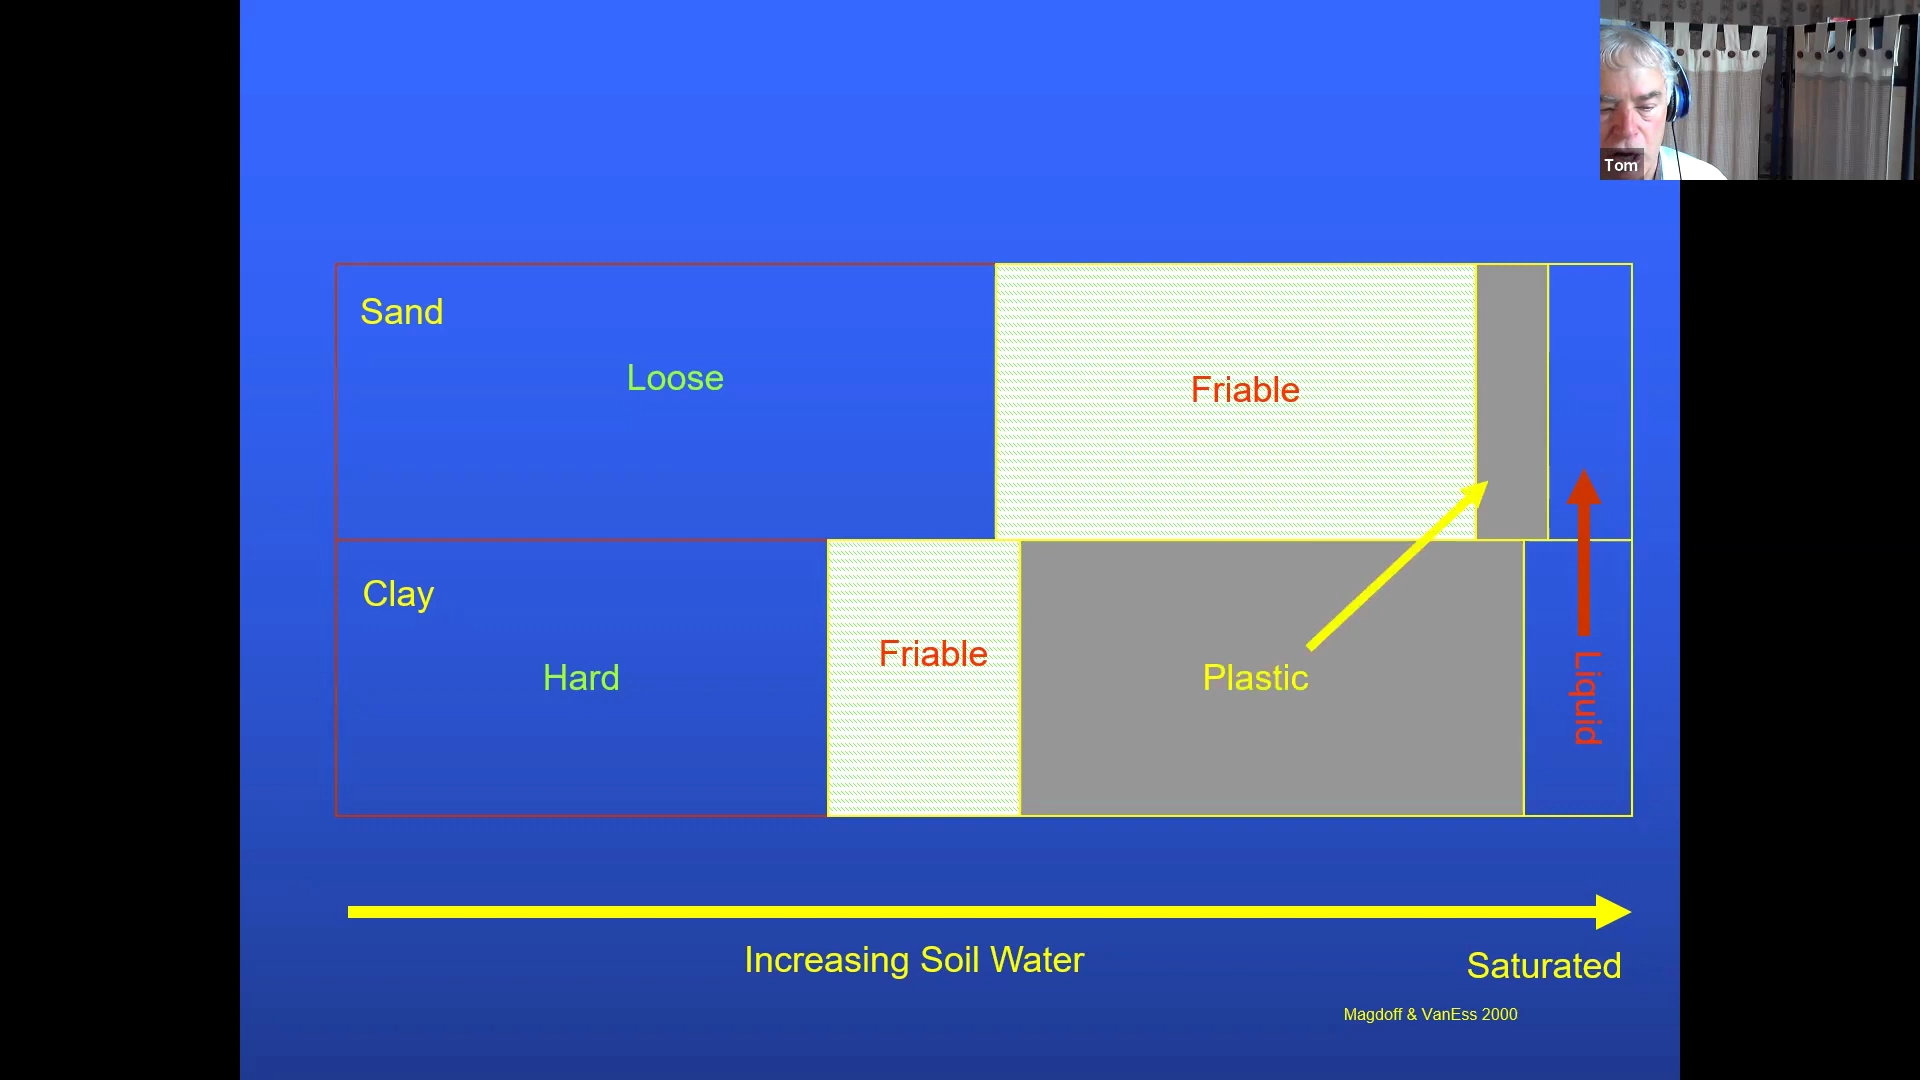 Tom
Sand
Loose
Friable
Clay
Hard
Friable
Plastic
Liquid
Increasing Soil Water
Saturated
Magdoff & VanEss 2000